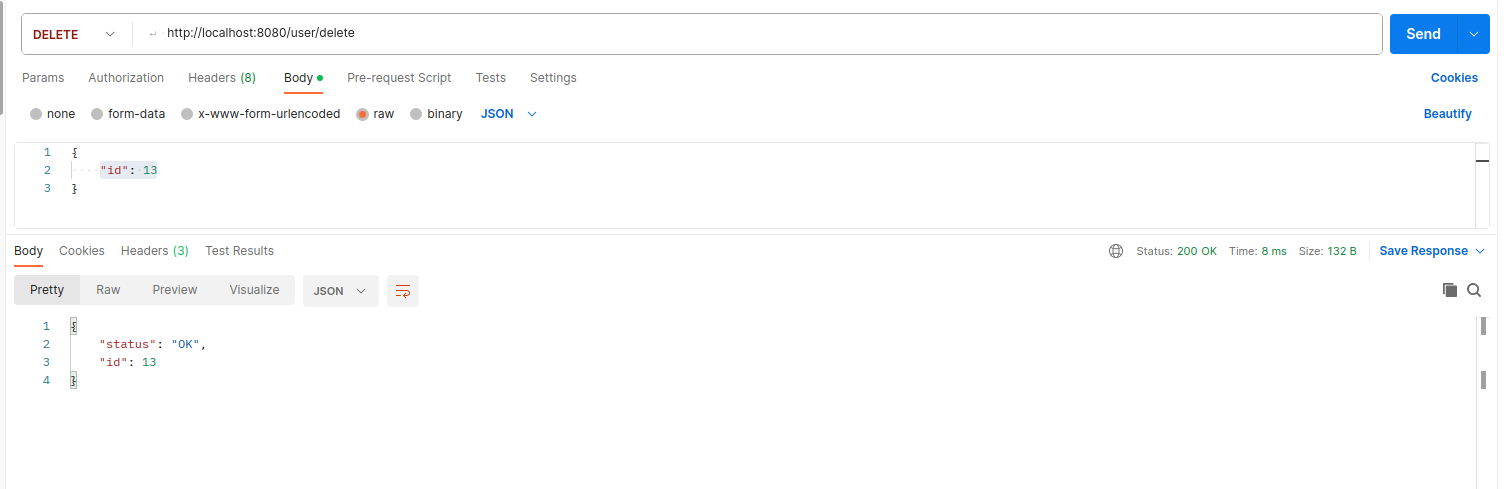 DELETE http://localhost:8080/user/delete Send
Params Authorization Headers (8) Body Pre-request Script Tests Settings Cookies
none form-data x-www-form-urlencoded raw binary JSON Beautify
1 {
2 "id": 13
3 }
Body Cookies Headers (3) Test Results Status: 200 OK Time: 8 ms Size: 132 B Save Response
Pretty Raw Preview Visualize JSON
1 {
2 "status": "OK",
3 "id": 13
4 }